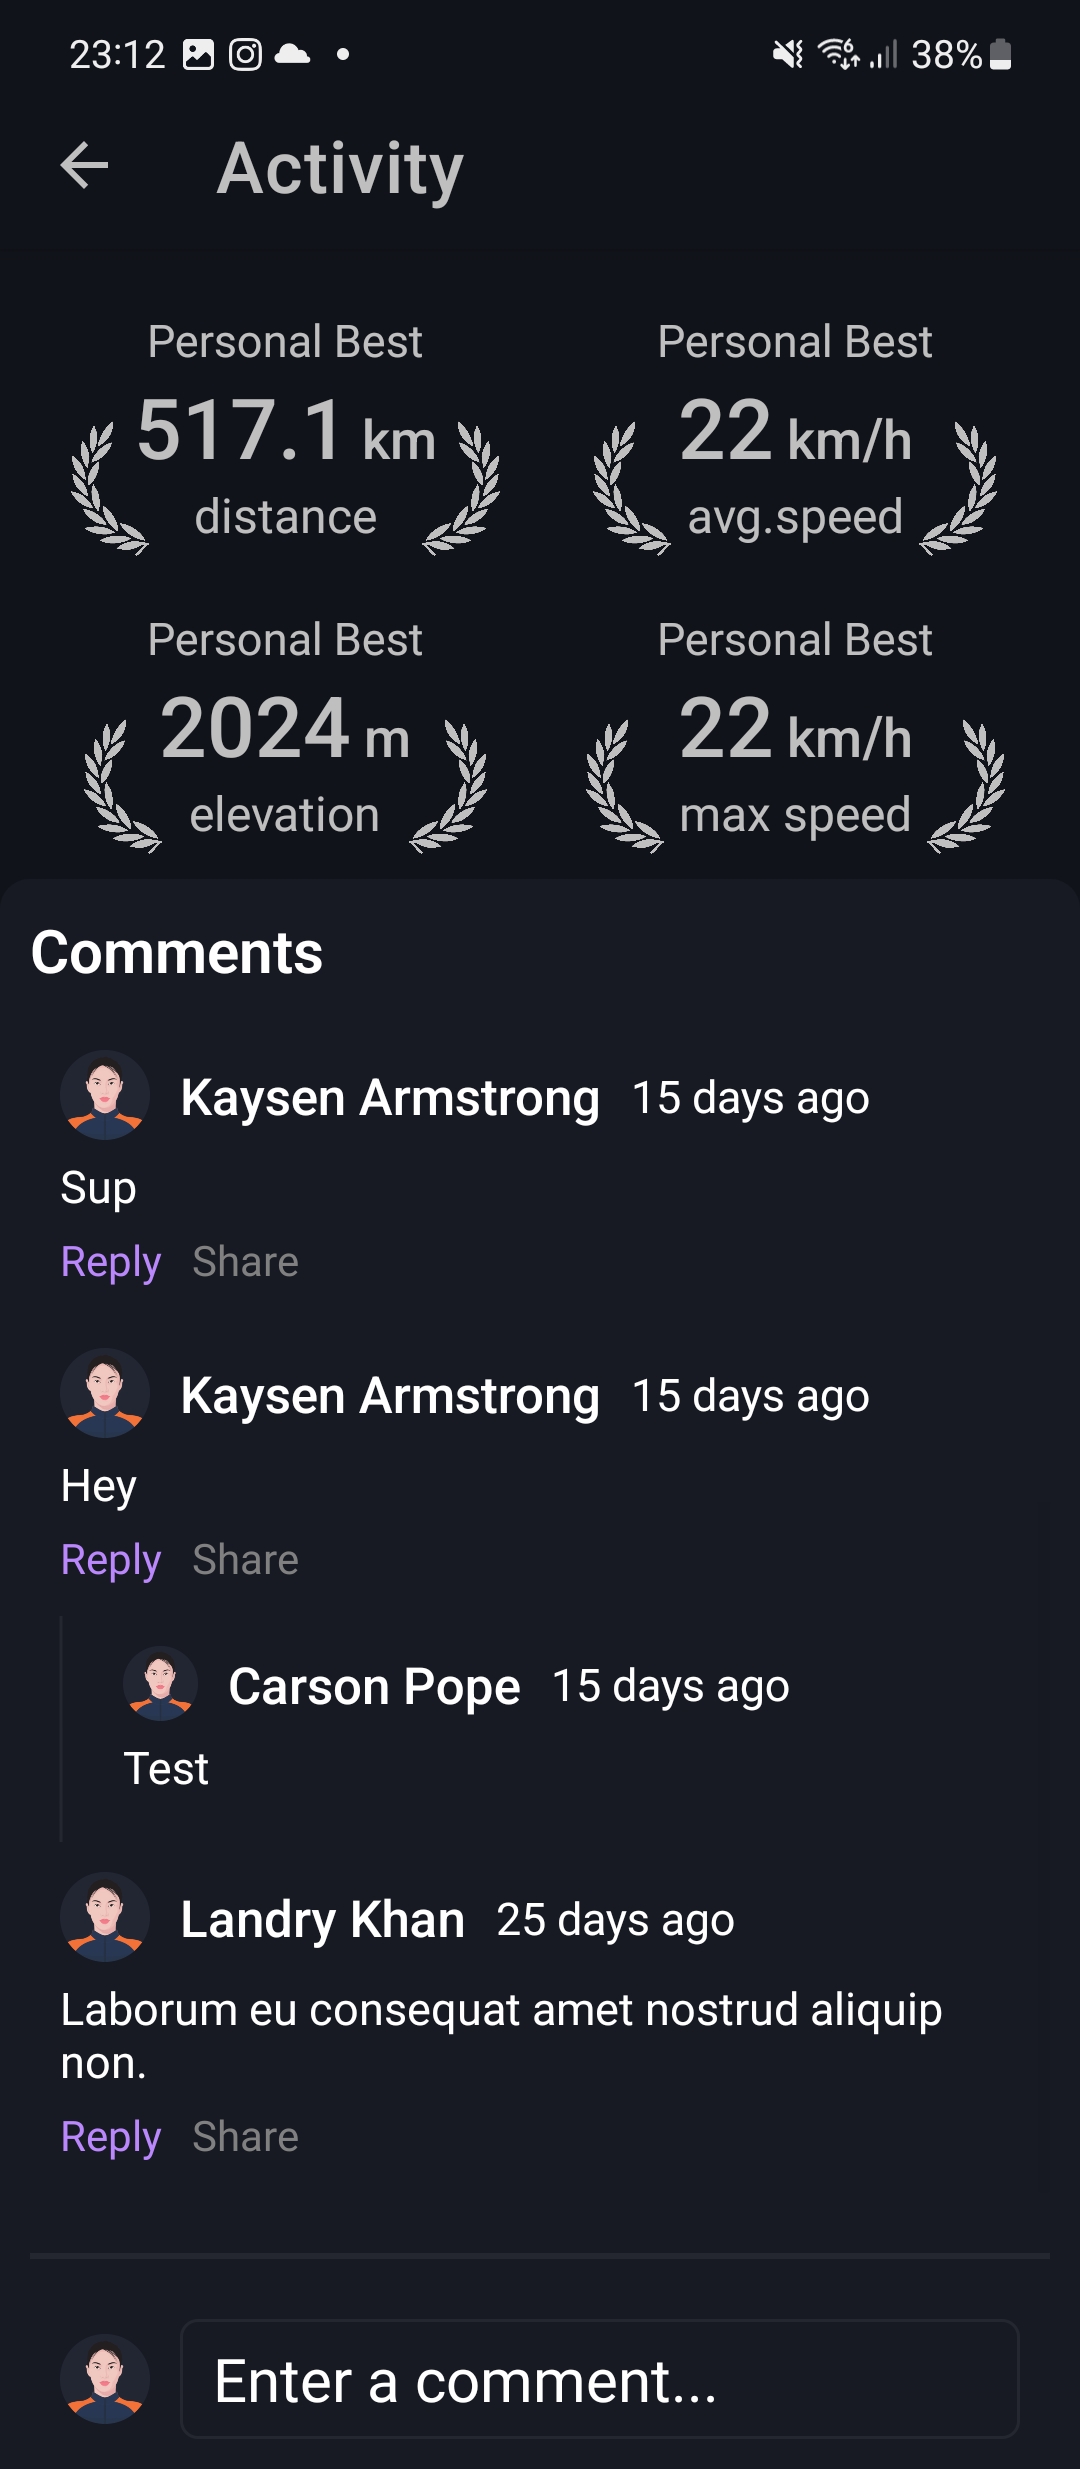 23:12 38%
Activity
Personal Best Personal Best
517.1 km 22 km/h
distance avg.speed
Personal Best Personal Best
2024 m 22 km/h
elevation max speed
Comments
Kaysen Armstrong 15 days ago
Sup
Reply Share
Kaysen Armstrong 15 days ago
Hey
Reply Share
Carson Pope 15 days ago
Test
Landry Khan 25 days ago
Laborum eu consequat amet nostrud aliquip
non.
Reply Share
Enter a comment...